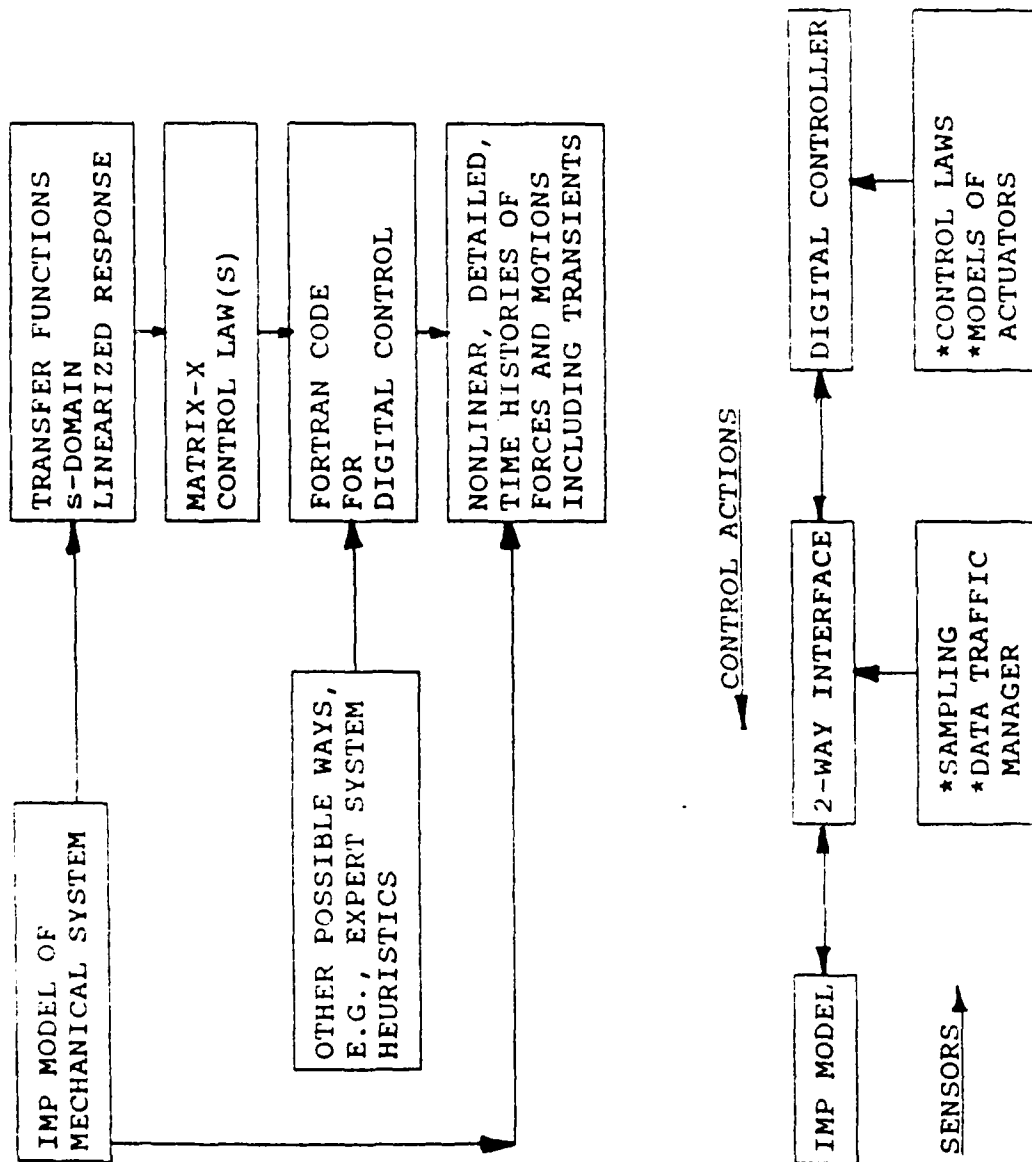 IMP MODEL OF
MECHANICAL SYSTEM
TRANSFER FUNCTIONS
s-DOMAIN
LINEARIZED RESPONSE
MATRIX-X
CONTROL LAW(S)
OTHER POSSIBLE WAYS,
E.G., EXPERT SYSTEM
HEURISTICS
FORTRAN CODE
FOR
DIGITAL CONTROL
NONLINEAR, DETAILED,
TIME HISTORIES OF
FORCES AND MOTIONS
INCLUDING TRANSIENTS
CONTROL ACTIONS
IMP MODEL
2-WAY INTERFACE
DIGITAL CONTROLLER
SENSORS
*SAMPLING
*DATA TRAFFIC
MANAGER
*CONTROL LAWS
*MODELS OF
ACTUATORS